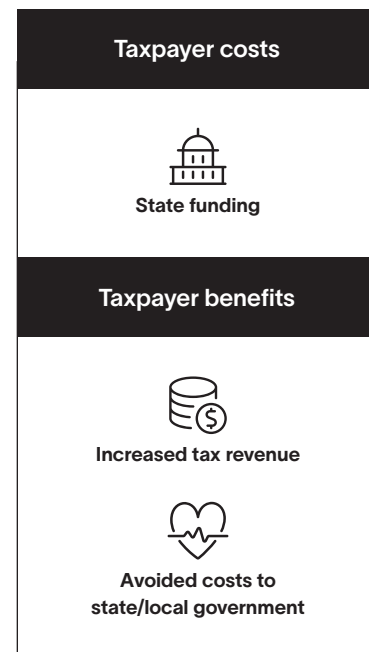 Taxpayer costs
State funding
Taxpayer benefits
$
Increased tax revenue
Avoided costs to
state/local government